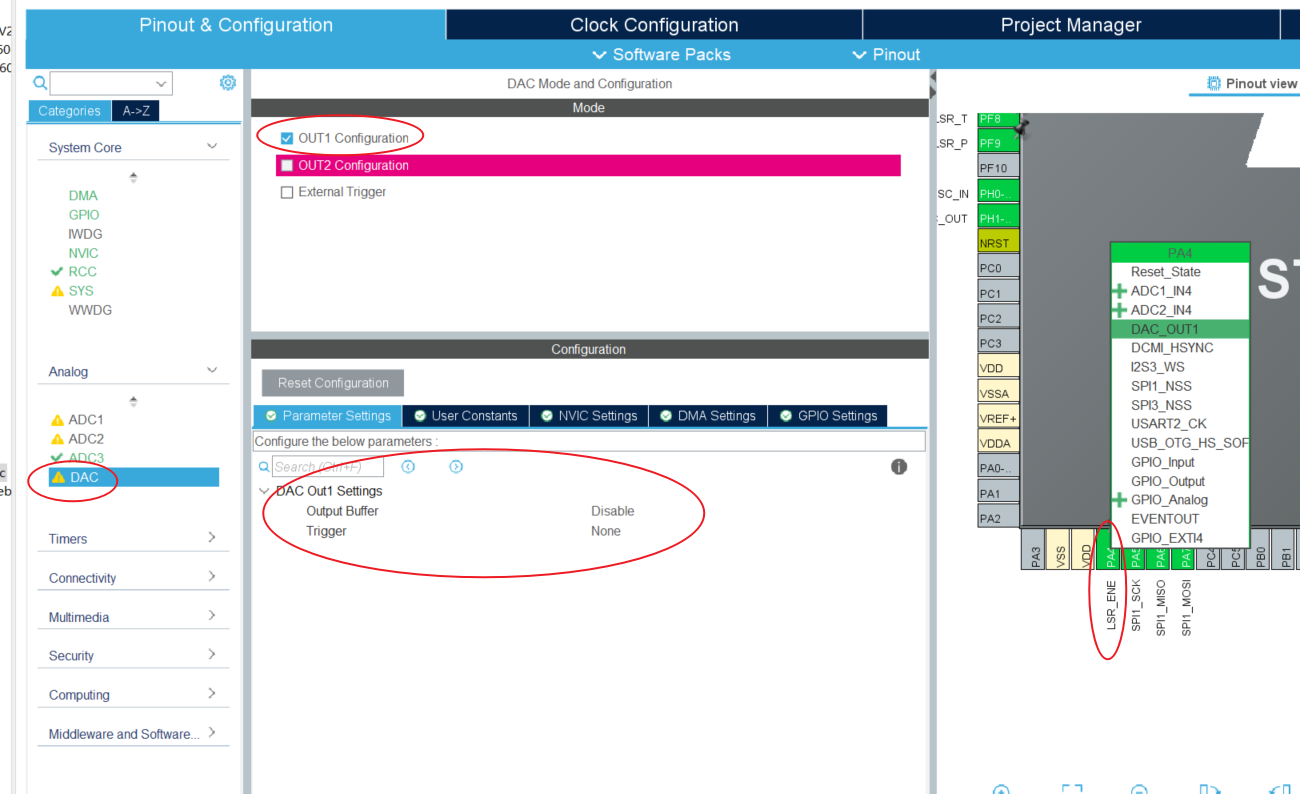 Pinout & Configuration
Clock Configuration
Project Manager
Software Packs
Pinout
Categories
A->Z
System Core
DMA
GPIO
IWDG
NVIC
RCC
SYS
WWDG
Analog
ADC1
ADC2
ADC3
DAC
Timers
Connectivity
Multimedia
Security
Computing
Middleware and Software...
DAC Mode and Configuration
Mode
OUT1 Configuration
OUT2 Configuration
External Trigger
Configuration
Reset Configuration
Parameter Settings
User Constants
NVIC Settings
DMA Settings
GPIO Settings
Configure the below parameters :
Search (Ctrl+F)
DAC Out1 Settings
Output Buffer Disable
Trigger None
Pinout view
LSR_T PF8
LSR_P PF9
PF10
SC_IN PH0-..
_OUT PH1-..
NRST
PC0
PC1
PC2
PC3
VDD
VSSA
VREF+
VDDA
PA0-..
PA1
PA2
PA4
Reset_State
ADC1_IN4
ADC2_IN4
DAC_OUT1
DCMI_HSYNC
I2S3_WS
SPI1_NSS
SPI3_NSS
USART2_CK
USB_OTG_HS_SOF
GPIO_Input
GPIO_Output
GPIO_Analog
EVENTOUT
GPIO_EXTI4
ST
PA3
VSS
VDD
PA4
PA5
PA6
PA7
PC4
PC5
PB0
PB1
LSR_ENE
SPI1_SCK
SPI1_MISO
SPI1_MOSI